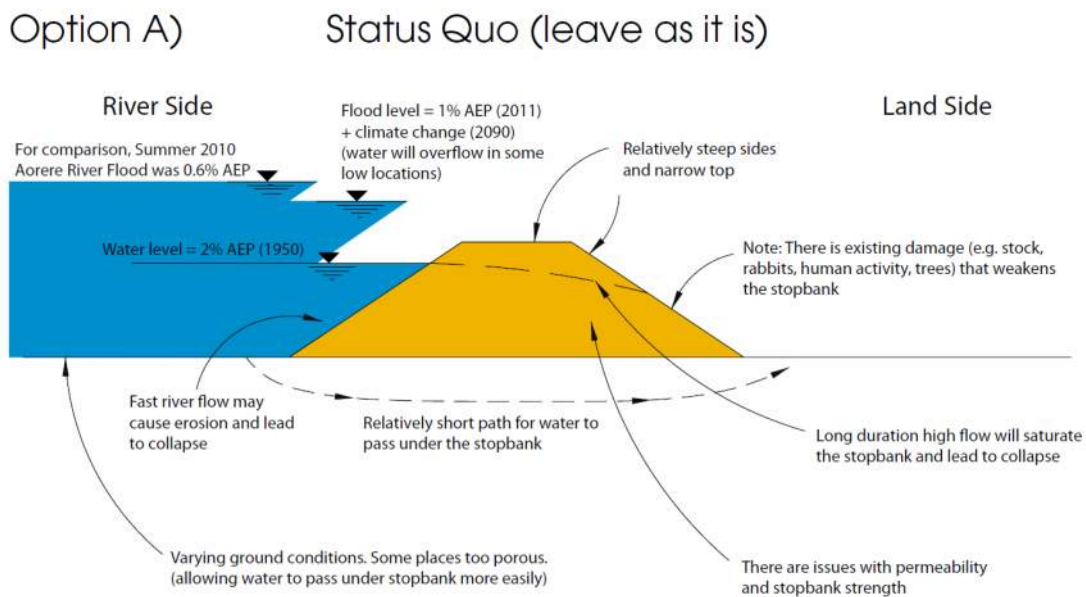 Option A) Status Quo (leave as it is)
River Side
Land Side
For comparison, Summer 2010
Aorere River Flood was 0.6% AEP
Flood level = 1% AEP (2011)
+ climate change (2090)
(water will overflow in some
low locations)
Relatively steep sides
and narrow top
Water level = 2% AEP (1950)
Note: There is existing damage (e.g. stock,
rabbits, human activity, trees) that weakens
the stopbank
Fast river flow may
cause erosion and lead
to collapse
Relatively short path for water to
pass under the stopbank
Long duration high flow will saturate
the stopbank and lead to collapse
Varying ground conditions. Some places too porous.
(allowing water to pass under stopbank more easily)
There are issues with permeability
and stopbank strength